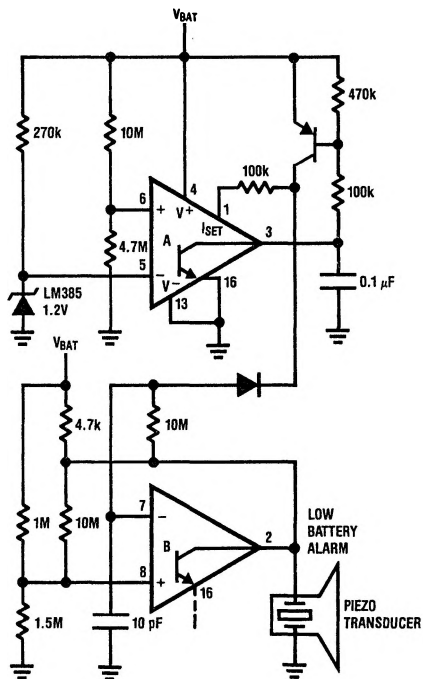 VBAT
470k
270k
10M
100k
100k
4
6
+
V+
1
ISET
3
A
4.7M
5
-
V-
16
13
0.1 µF
LM385
1.2V
VBAT
4.7k
10M
7
-
2
LOW
BATTERY
ALARM
1M
10M
B
8
+
16
PIEZO
TRANSDUCER
1.5M
10 pF